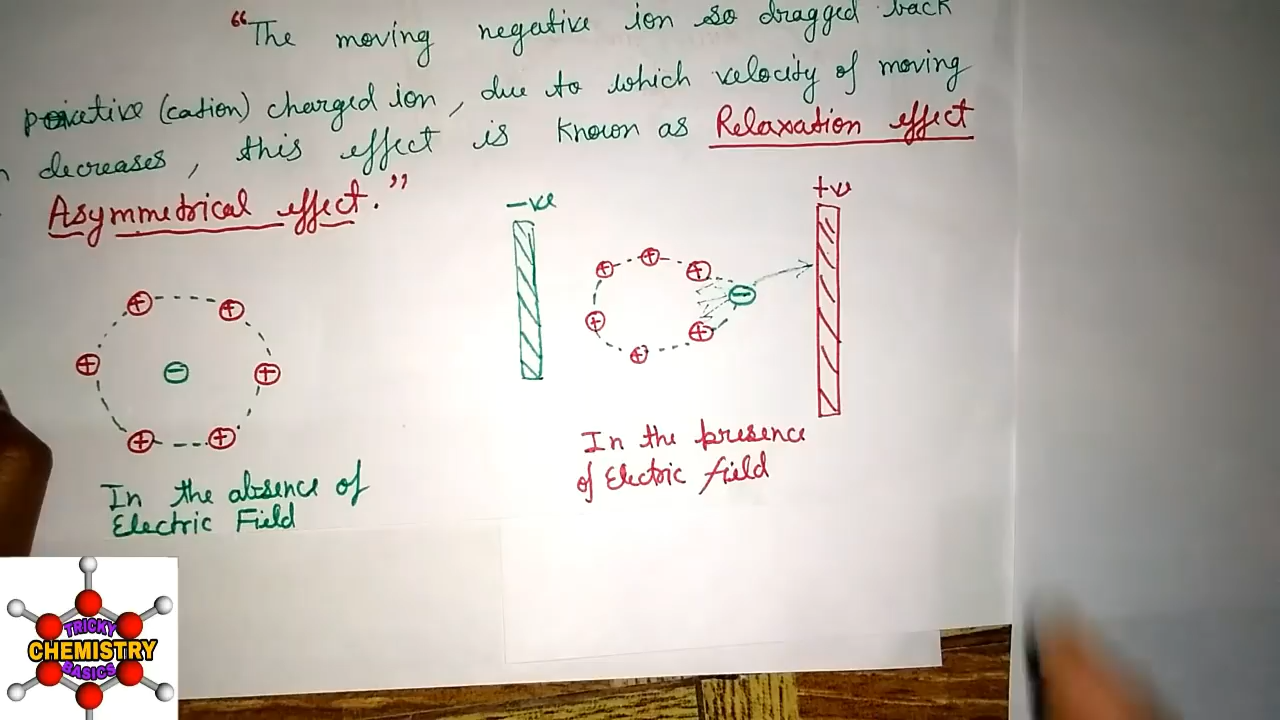 “The moving negative ion so dragged back
positive (cation) charged ion, due to which velocity of moving
n decreases, this effect is known as Relaxation effect
Asymmetrical effect.”
-ve
+ve
+
+
+
+
+
+
-
+
+
+
-
+
+
+
In the absence of
Electric Field
In the presence
of Electric field
TRICKY
CHEMISTRY
BASICS